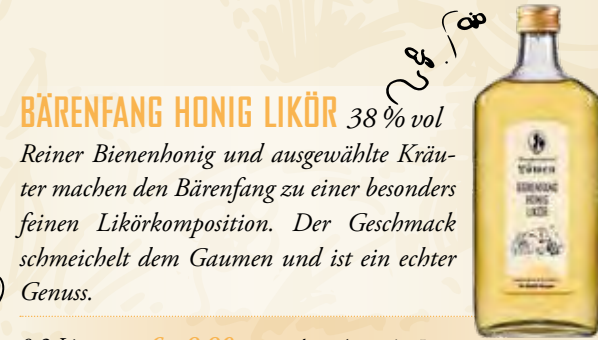 BÄRENFANG HONIG LIKÖR 38 % vol
Reiner Bienenhonig und ausgewählte Kräu-
ter machen den Bärenfang zu einer besonders
feinen Likörkomposition. Der Geschmack
schmeichelt dem Gaumen und ist ein echter
Genuss.
BÄRENFANG
HONIG
LIKÖR